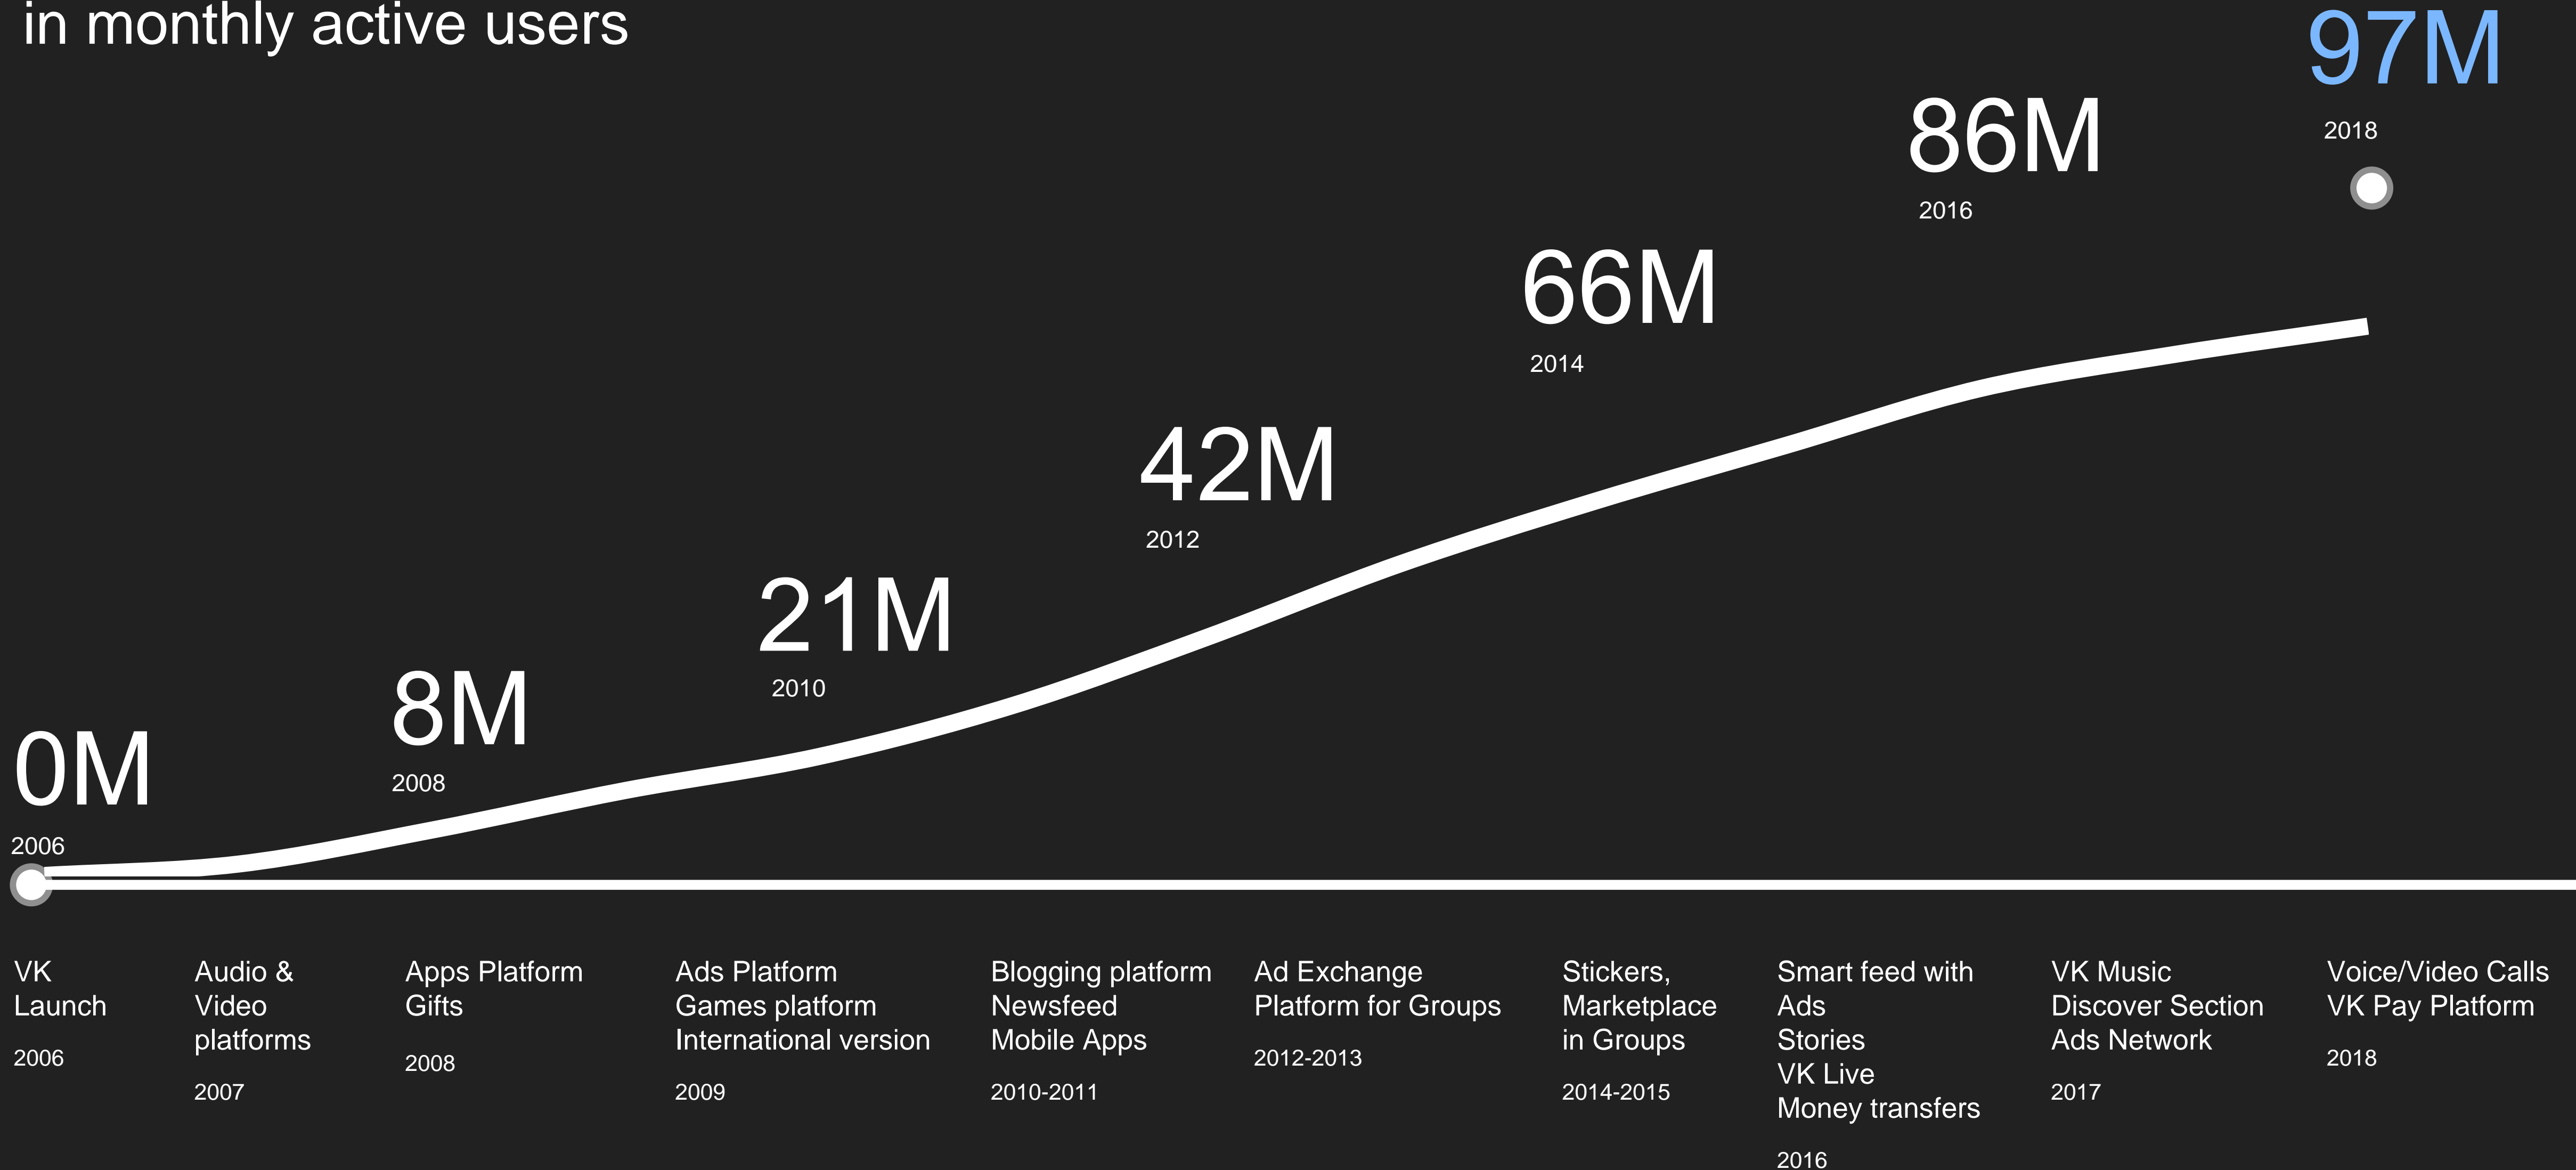 in monthly active users
97M
2018
86M
2016
66M
2014
42M
2012
21M
2010
8M
2008
0M
2006
VK
Launch
2006
Audio &
Video
platforms
2007
Apps Platform
Gifts
2008
Ads Platform
Games platform
International version
2009
Blogging platform
Newsfeed
Mobile Apps
2010-2011
Ad Exchange
Platform for Groups
2012-2013
Stickers,
Marketplace
in Groups
2014-2015
Smart feed with
Ads
Stories
VK Live
Money transfers
2016
VK Music
Discover Section
Ads Network
2017
Voice/Video Calls
VK Pay Platform
2018